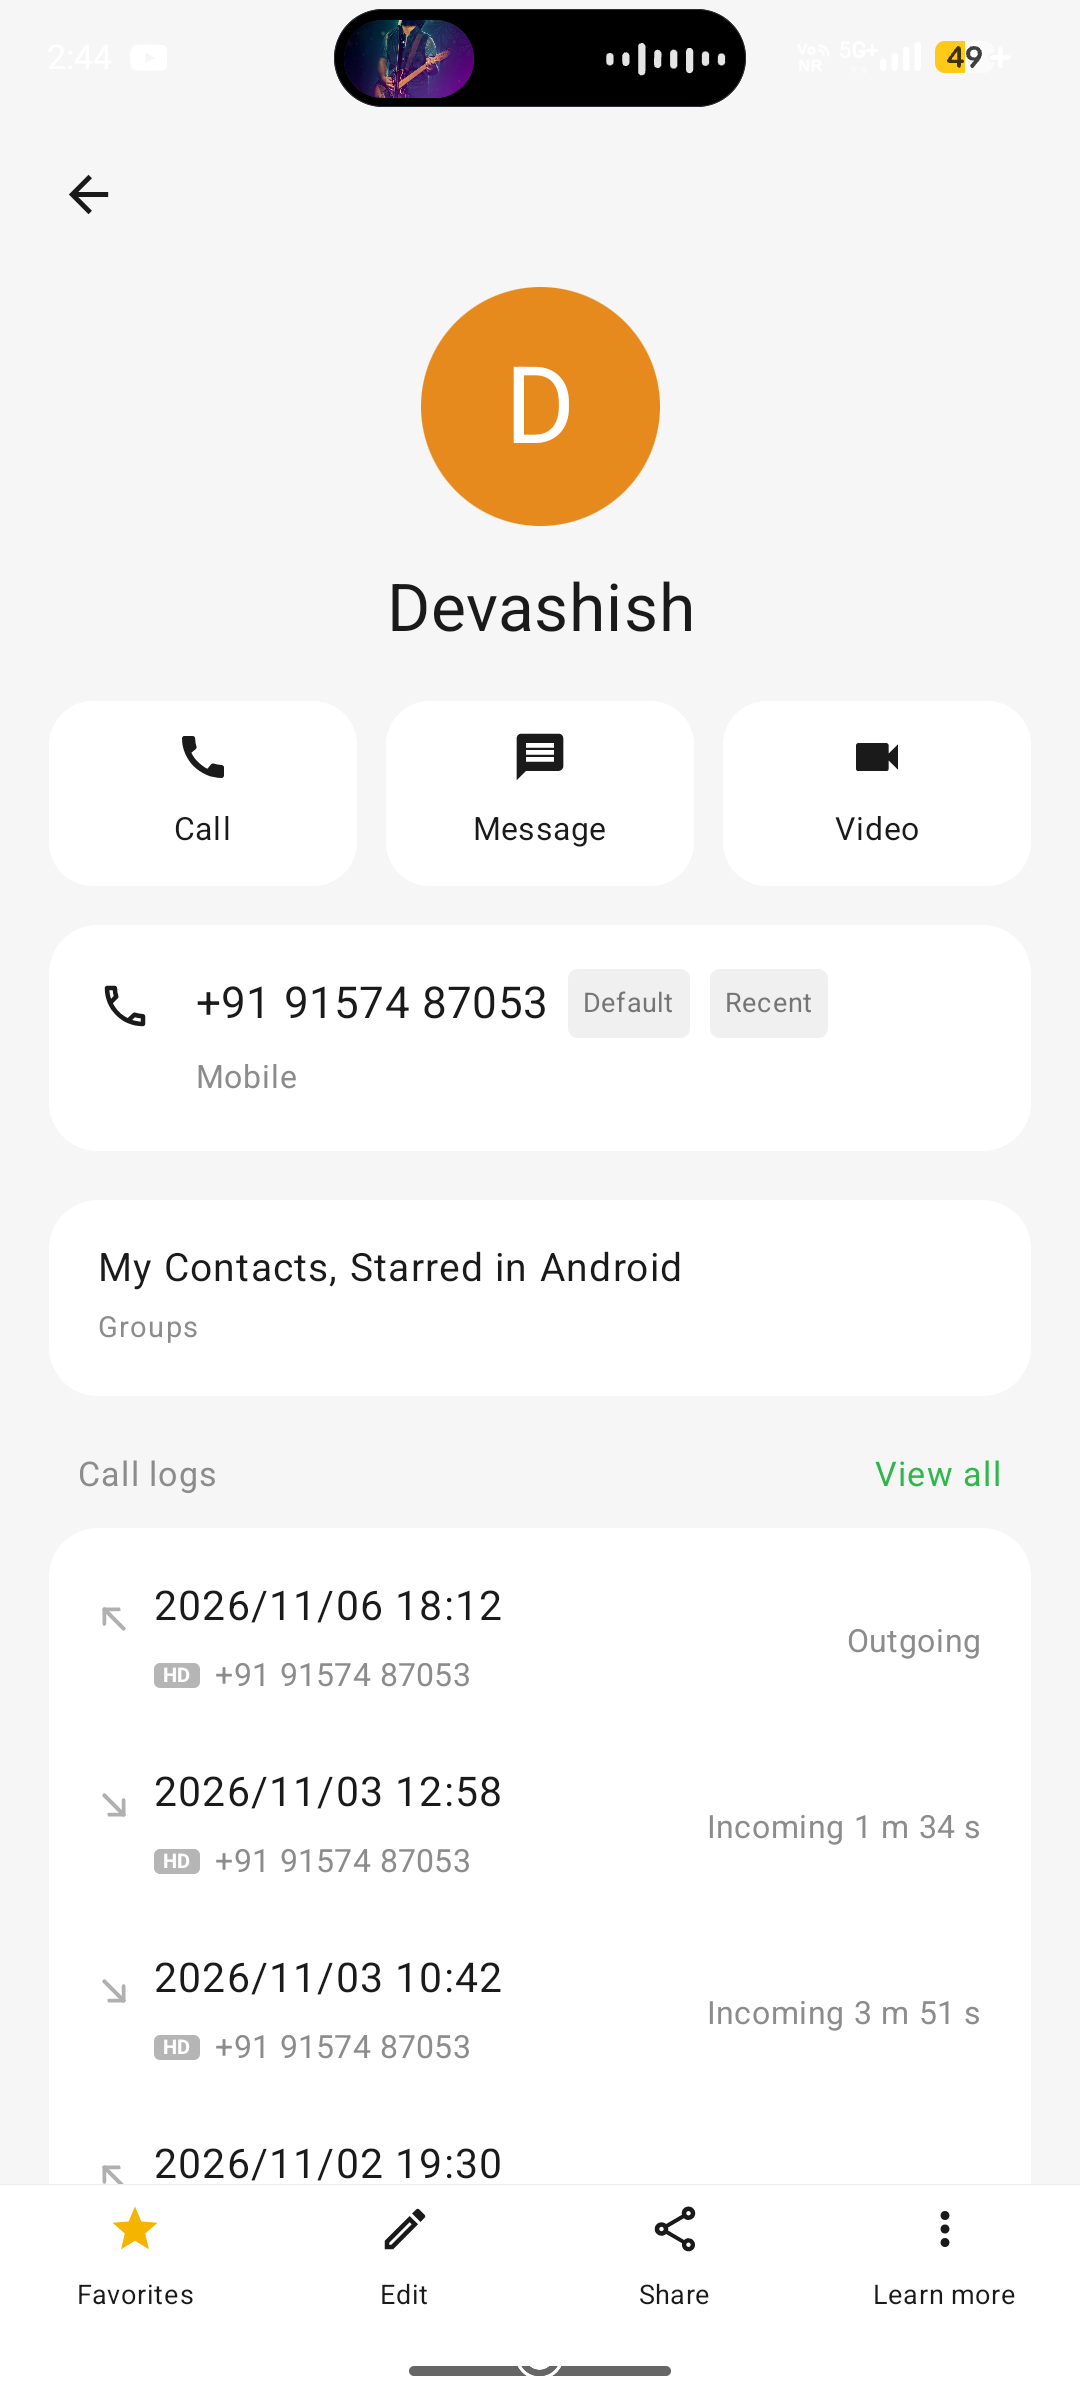 2:44
Vo NR 5G+ 49
D
Devashish
Call Message Video
+91 91574 87053 Default Recent
Mobile
My Contacts, Starred in Android
Groups
Call logs View all
2026/11/06 18:12
Outgoing
HD +91 91574 87053
2026/11/03 12:58
Incoming 1 m 34 s
HD +91 91574 87053
2026/11/03 10:42
Incoming 3 m 51 s
HD +91 91574 87053
2026/11/02 19:30
Favorites Edit Share Learn more